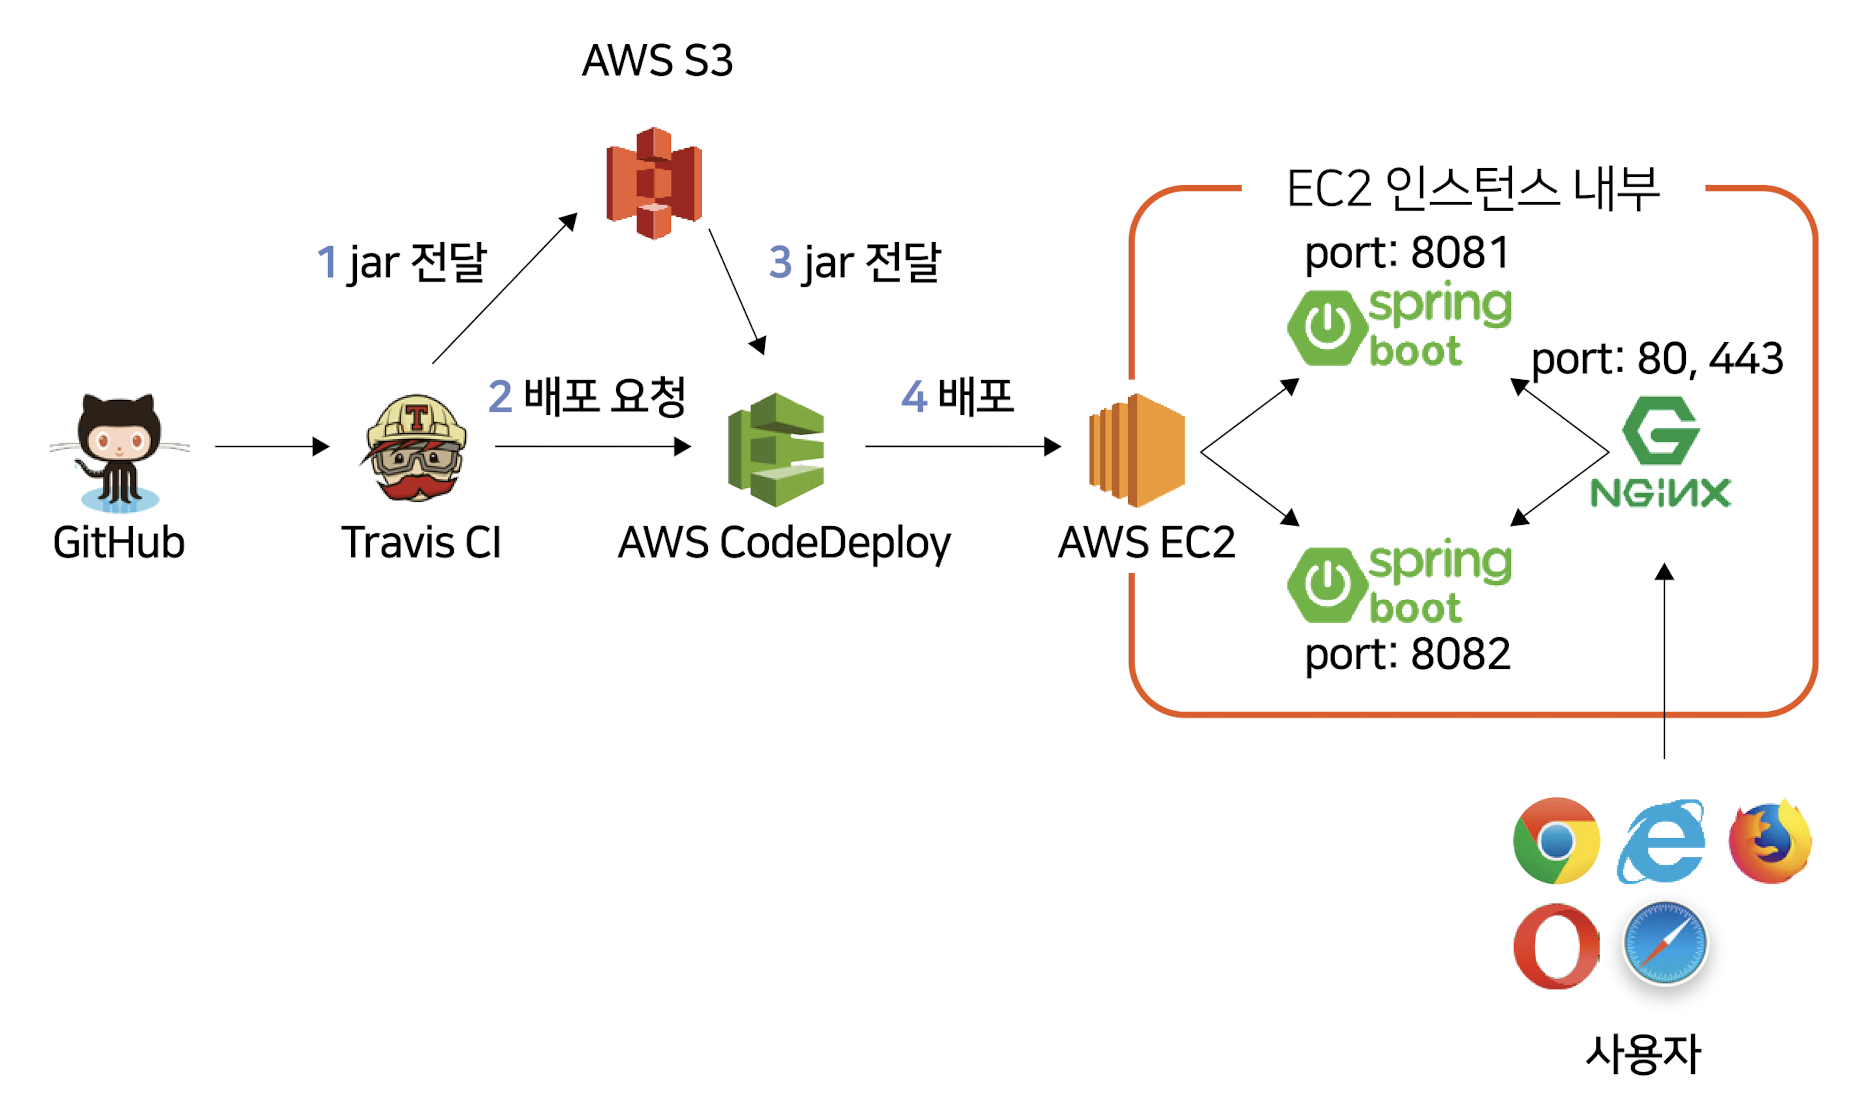 AWS S3
EC2 인스턴스 내부
port: 8081
1 jar 전달
3 jar 전달
spring
boot
port: 80, 443
2 배포 요청
4 배포
T
NGiNX
GitHub
Travis CI
AWS CodeDeploy
AWS EC2
spring
boot
port: 8082
사용자